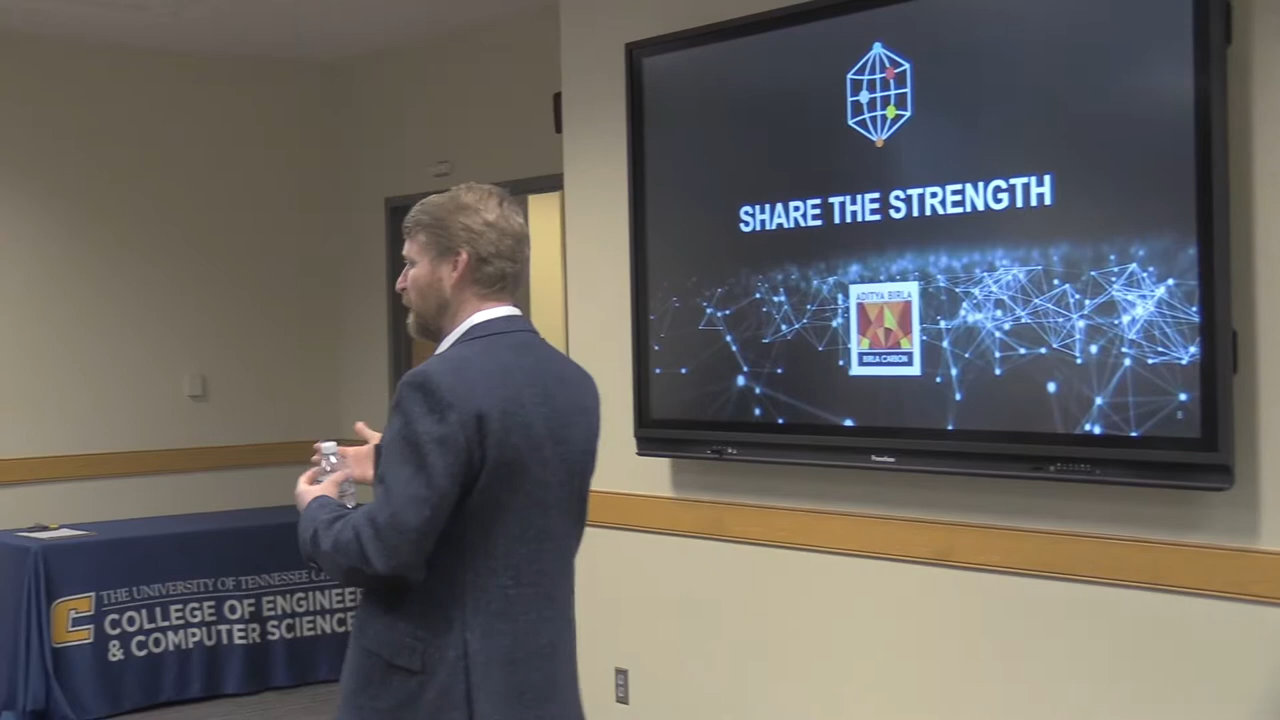 SHARE THE STRENGTH
ADITYA BIRLA
BIRLA CARBON
THE UNIVERSITY OF TENNESSEE
C
COLLEGE OF ENGINEER
& COMPUTER SCIENCE